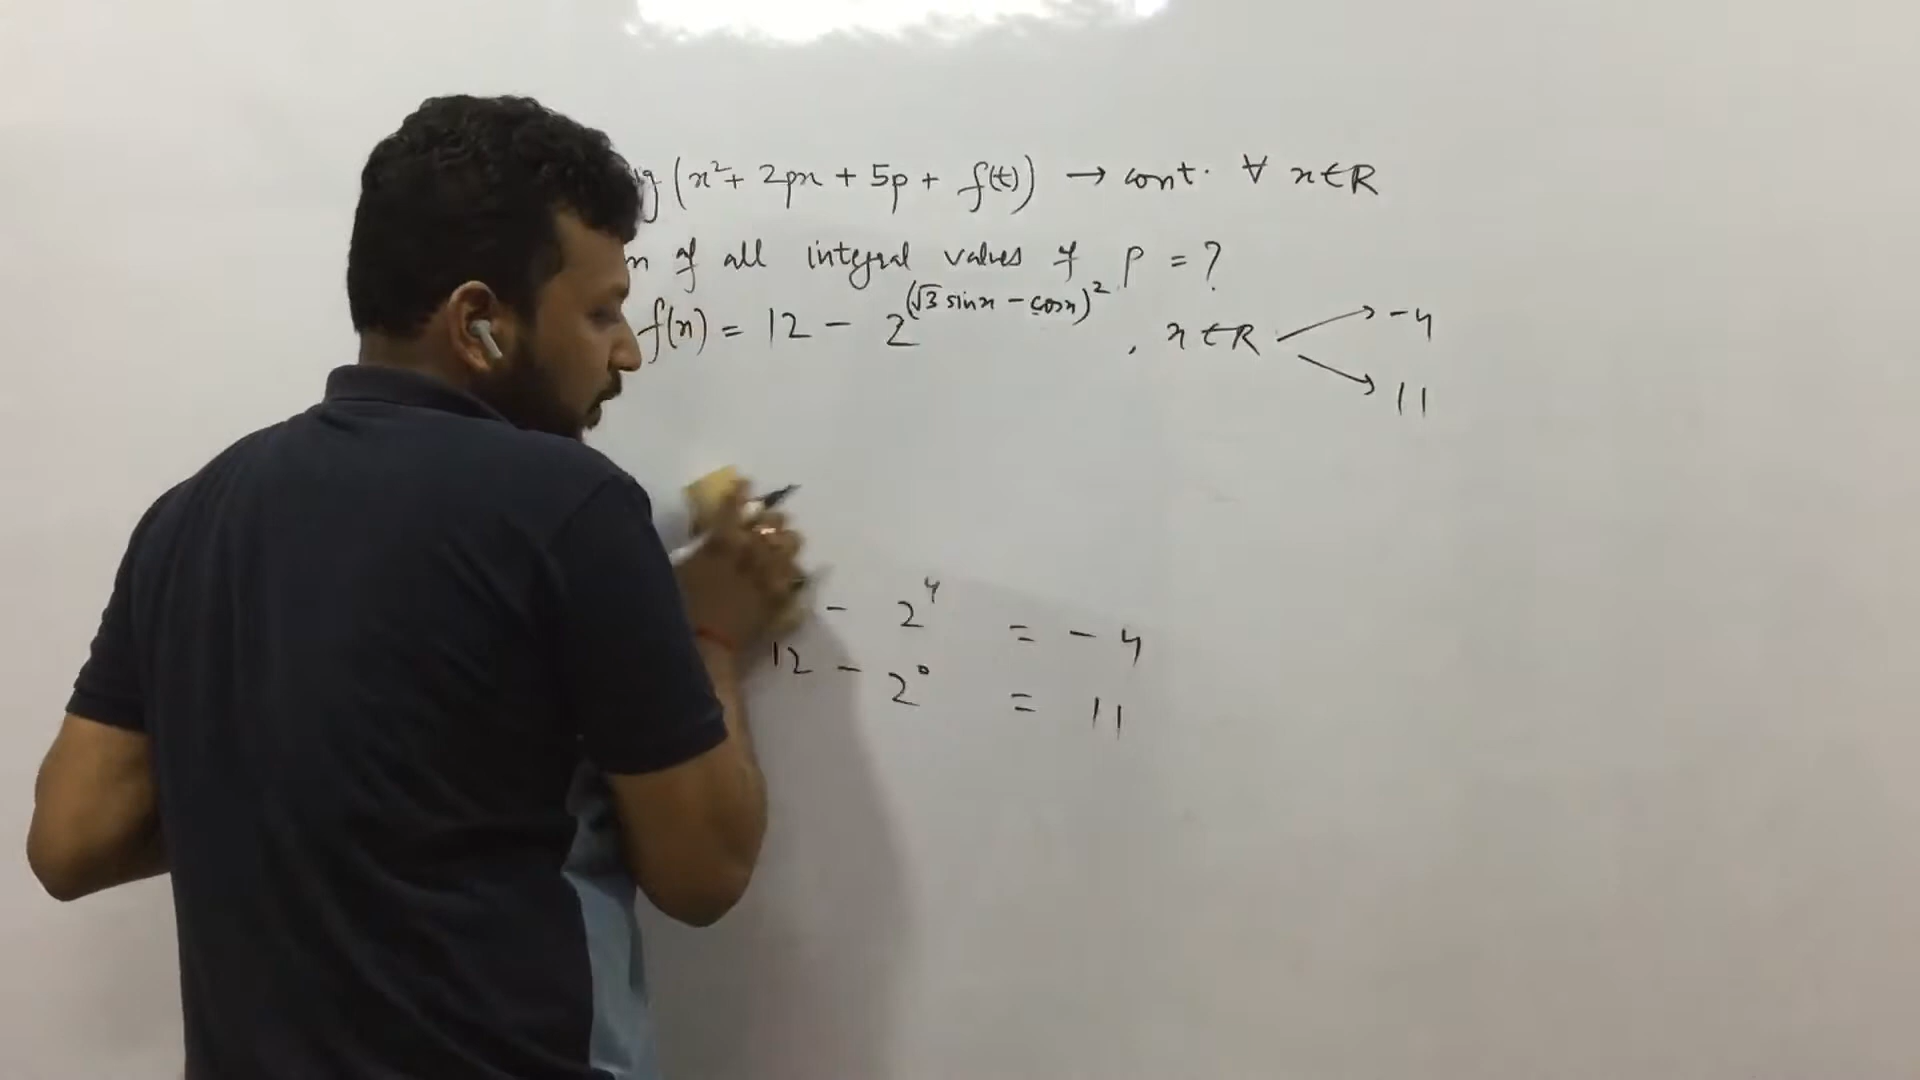 (x² + 2px + 5p + f(t)) → cont. ∀ x∈R
of all integral values of p = ?
f(x) = 12 - 2^(√3 sinx - cosx)², x∈R → -4
→ 11
- 2⁴ = -4
12 - 2⁰ = 11